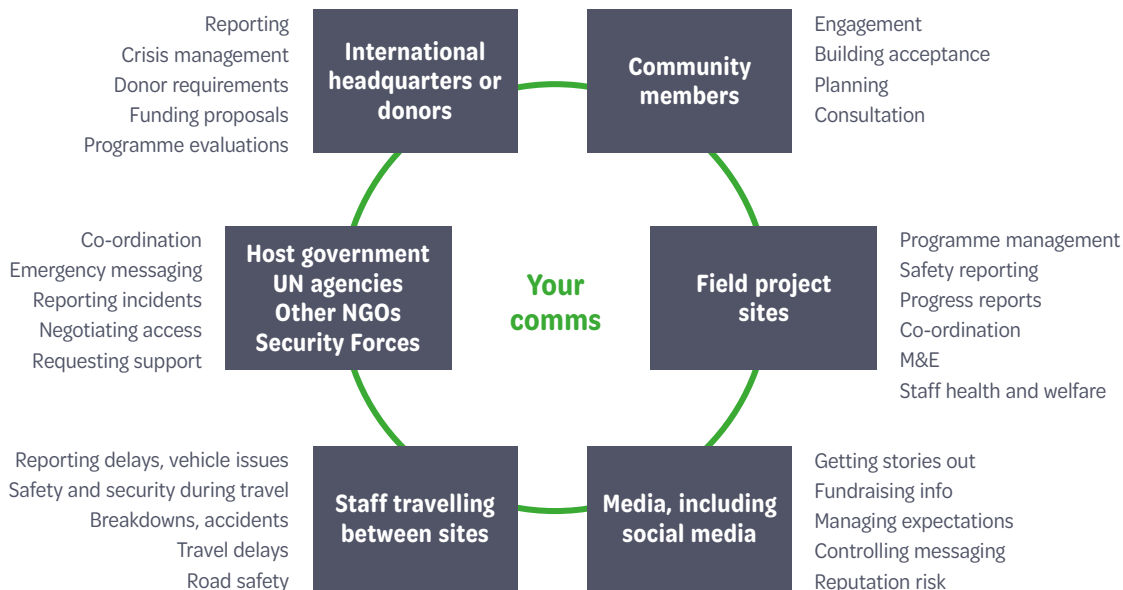 Reporting
Crisis management
Donor requirements
Funding proposals
Programme evaluations
International
headquarters or
donors
Community
members
Engagement
Building acceptance
Planning
Consultation
Co-ordination
Emergency messaging
Reporting incidents
Negotiating access
Requesting support
Host government
UN agencies
Other NGOs
Security Forces
Your
comms
Field project
sites
Programme management
Safety reporting
Progress reports
Co-ordination
M&E
Staff health and welfare
Reporting delays, vehicle issues
Safety and security during travel
Breakdowns, accidents
Travel delays
Road safety
Staff travelling
between sites
Media, including
social media
Getting stories out
Fundraising info
Managing expectations
Controlling messaging
Reputation risk